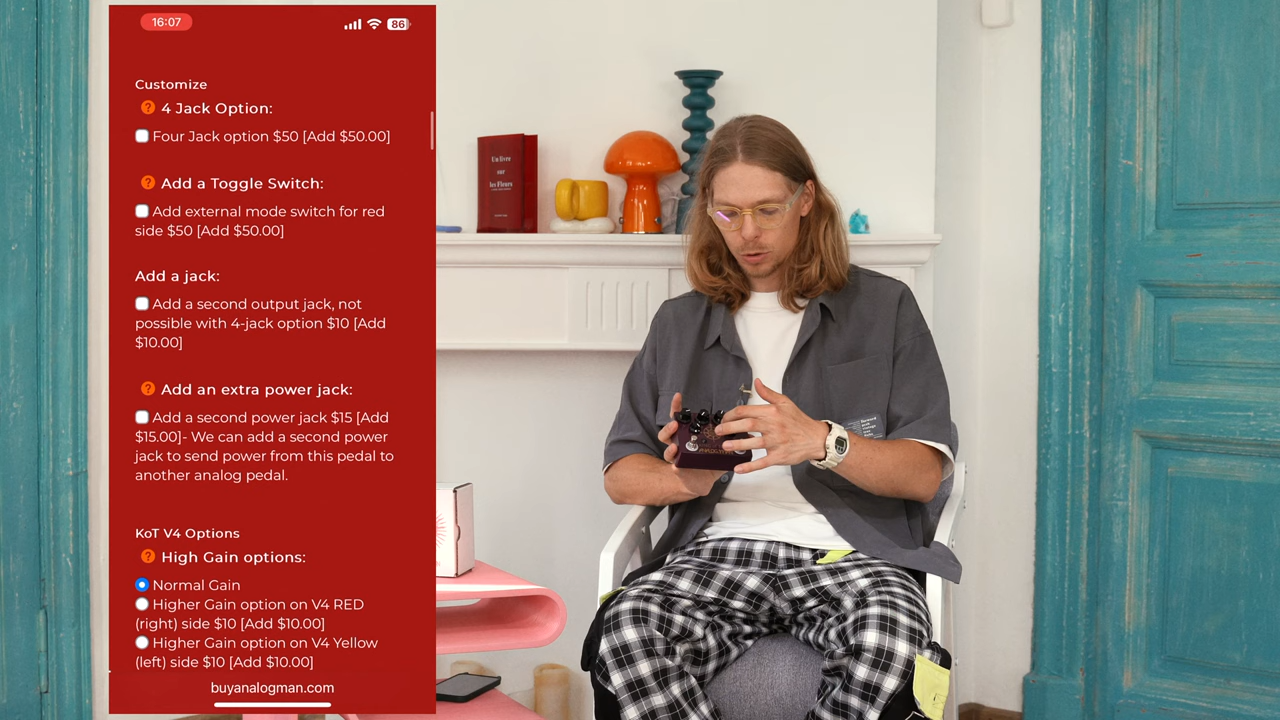 16:07
86
Customize
? 4 Jack Option:
Four Jack option $50 [Add $50.00]
? Add a Toggle Switch:
Add external mode switch for red
side $50 [Add $50.00]
Add a jack:
Add a second output jack, not
possible with 4-jack option $10 [Add
$10.00]
? Add an extra power jack:
Add a second power jack $15 [Add
$15.00]- We can add a second power
jack to send power from this pedal to
another analog pedal.
KoT V4 Options
? High Gain options:
Normal Gain
Higher Gain option on V4 RED
(right) side $10 [Add $10.00]
Higher Gain option on V4 Yellow
(left) side $10 [Add $10.00]
buyanalogman.com
Un livre
sur
les Fleurs